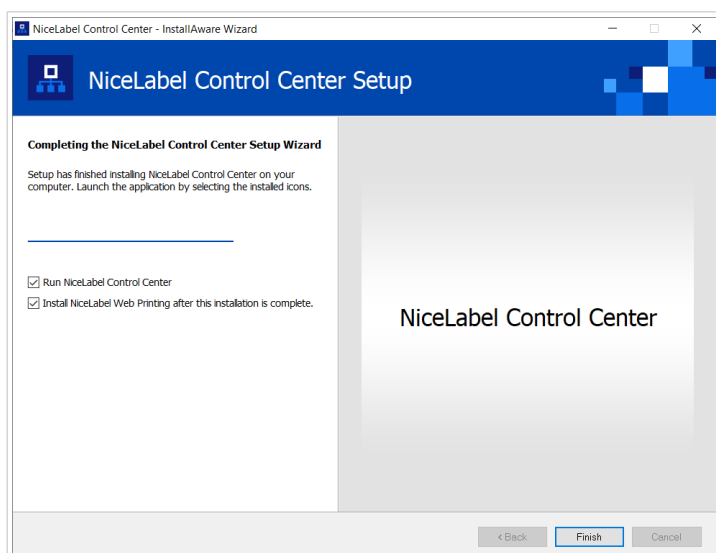 NiceLabel Control Center - InstallAware Wizard
NiceLabel Control Center Setup
Completing the NiceLabel Control Center Setup Wizard
Setup has finished installing NiceLabel Control Center on your
computer. Launch the application by selecting the installed icons.
Run NiceLabel Control Center
Install NiceLabel Web Printing after this installation is complete.
NiceLabel Control Center
< Back
Finish
Cancel